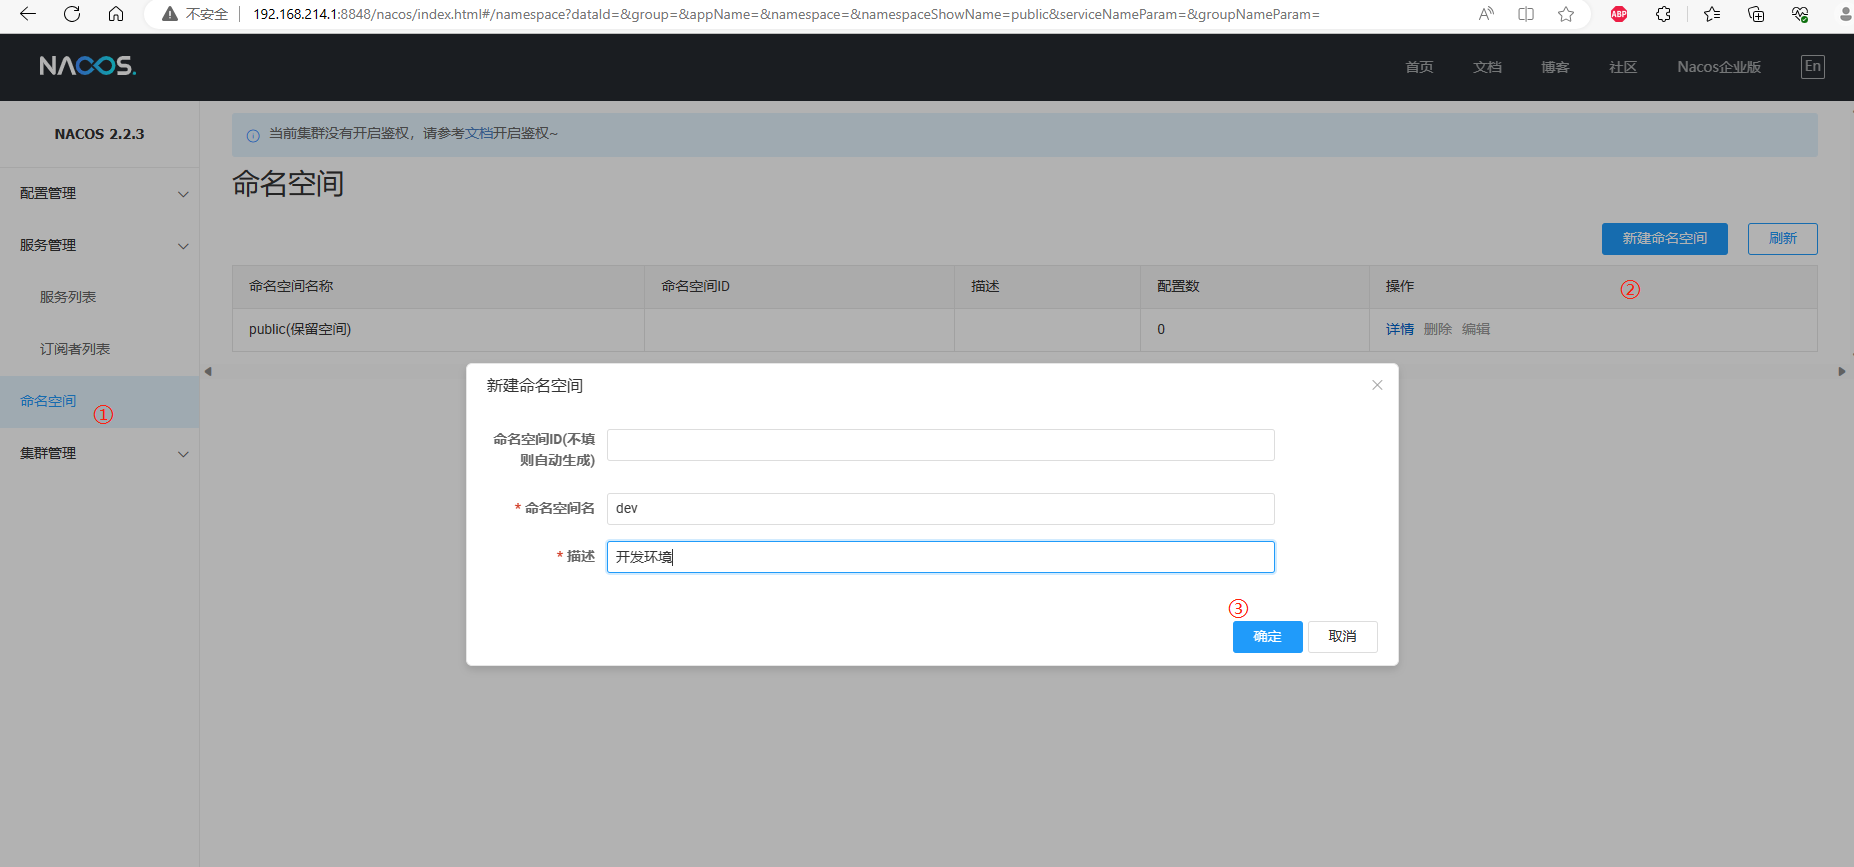 不安全 192.168.214.1:8848/nacos/index.html#/namespace?dataId=&group=&appName=&namespace=&namespaceShowName=public&serviceNameParam=&groupNameParam=
ABP
NACOS.
首页 文档 博客 社区 Nacos企业版 En
NACOS 2.2.3
当前集群没有开启鉴权，请参考文档开启鉴权~
命名空间
配置管理
服务管理
服务列表
订阅者列表
命名空间 ①
集群管理
新建命名空间 刷新
命名空间名称 命名空间ID 描述 配置数 操作 ②
public(保留空间) 0 详情 删除 编辑
新建命名空间
命名空间ID(不填
则自动生成)
* 命名空间名 dev
* 描述 开发环境
③
确定 取消